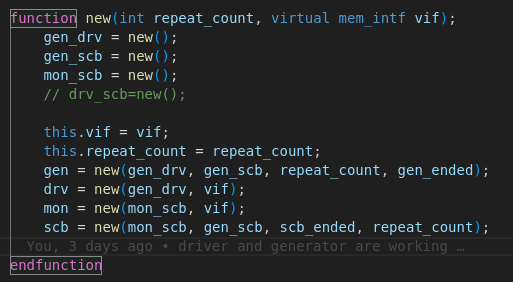 function new(int repeat_count, virtual mem_intf vif);
    gen_drv = new();
    gen_scb = new();
    mon_scb = new();
    // drv_scb=new();

    this.vif = vif;
    this.repeat_count = repeat_count;
    gen = new(gen_drv, gen_scb, repeat_count, gen_ended);
    drv = new(gen_drv, vif);
    mon = new(mon_scb, vif);
    scb = new(mon_scb, gen_scb, scb_ended, repeat_count);
  You, 3 days ago • driver and generator are working …
endfunction